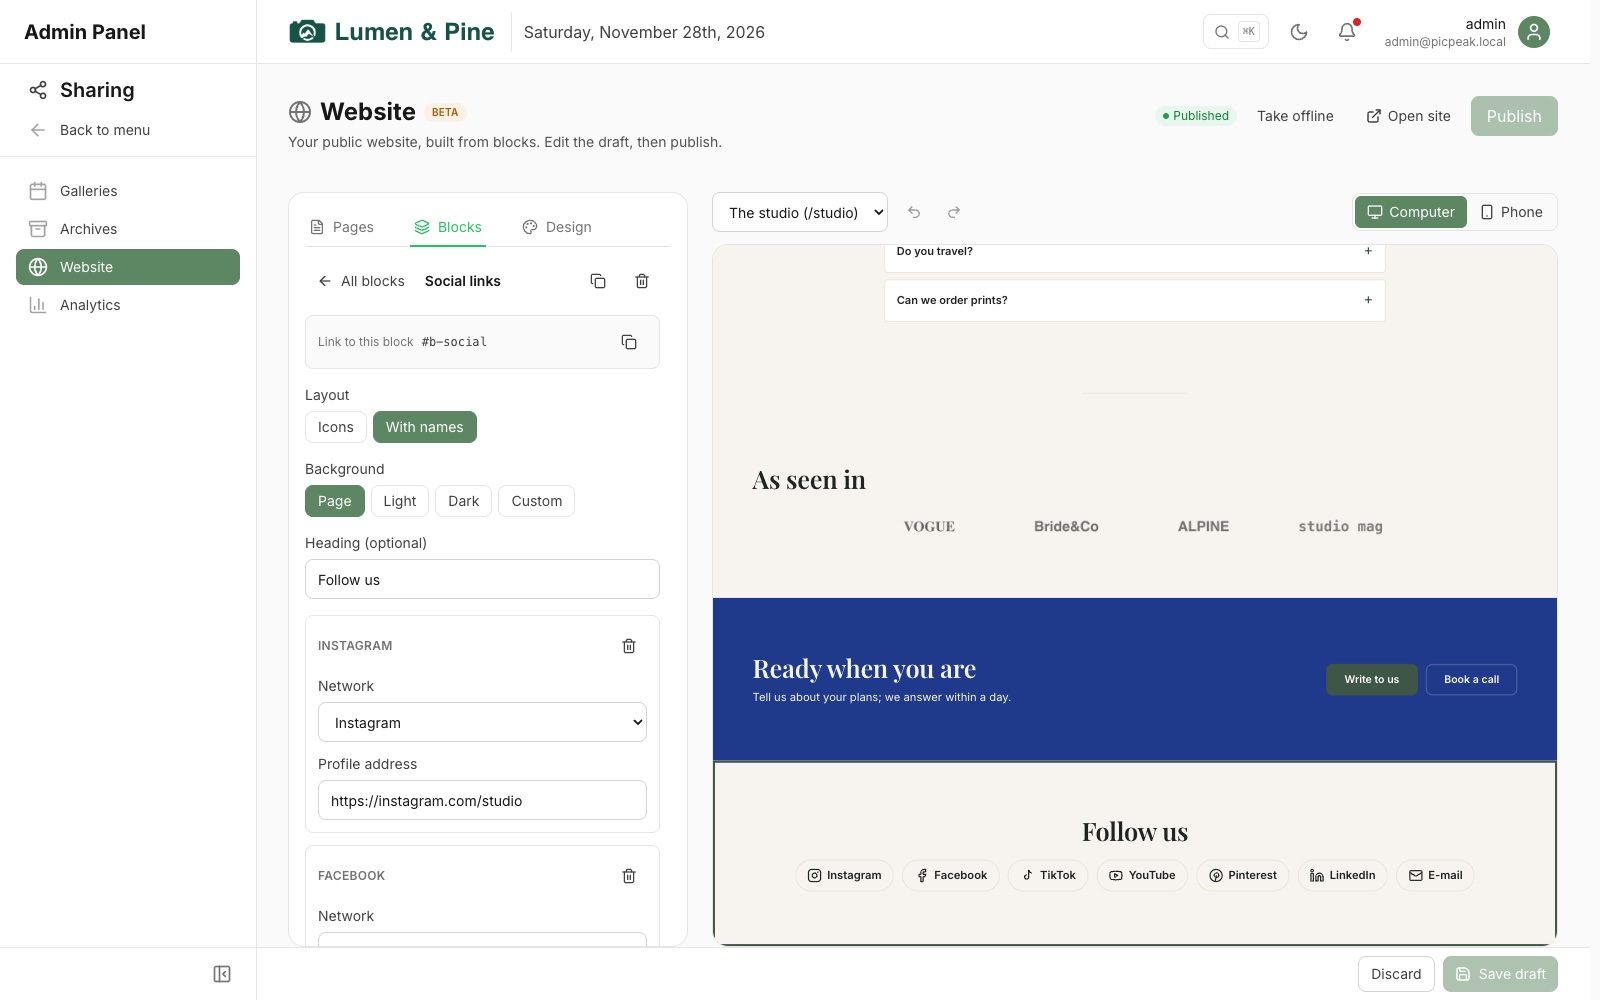 Admin Panel
Lumen & Pine
Saturday, November 28th, 2026
⌘K
admin
admin@picpeak.local
Sharing
Back to menu
Galleries
Archives
Website
Analytics
Website BETA
Your public website, built from blocks. Edit the draft, then publish.
Published
Take offline
Open site
Publish
Pages
Blocks
Design
All blocks
Social links
Link to this block #b-social
Layout
Icons
With names
Background
Page
Light
Dark
Custom
Heading (optional)
Follow us
INSTAGRAM
Network
Instagram
Profile address
https://instagram.com/studio
FACEBOOK
Network
The studio (/studio)
Computer
Phone
Do you travel? +
Can we order prints? +
As seen in
VOGUE
Bride&Co
ALPINE
studio mag
Ready when you are
Tell us about your plans; we answer within a day.
Write to us
Book a call
Follow us
Instagram
Facebook
TikTok
YouTube
Pinterest
LinkedIn
E-mail
Discard
Save draft